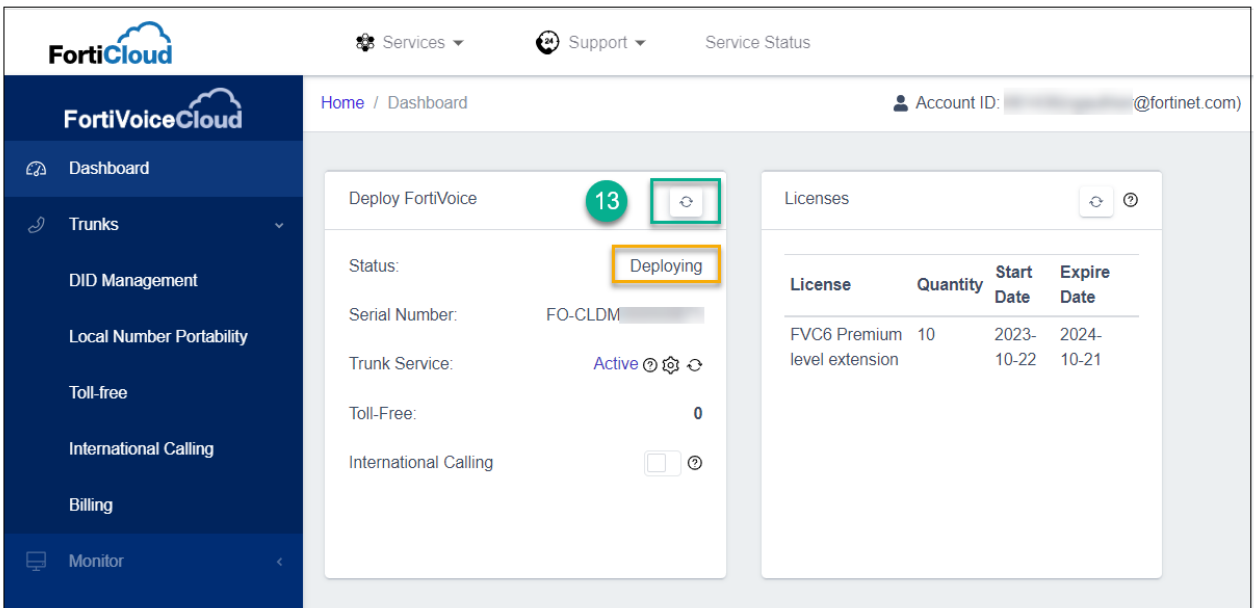 FortiCloud
Services
Support
Service Status
FortiVoiceCloud
Home / Dashboard
Account ID: @fortinet.com)
Dashboard
Trunks
DID Management
Local Number Portability
Toll-free
International Calling
Billing
Monitor
Deploy FortiVoice
13
Status: Deploying
Serial Number: FO-CLDM
Trunk Service: Active
Toll-Free: 0
International Calling
Licenses
License Quantity Start Date Expire Date
FVC6 Premium 10 2023- 2024-
level extension 10-22 10-21